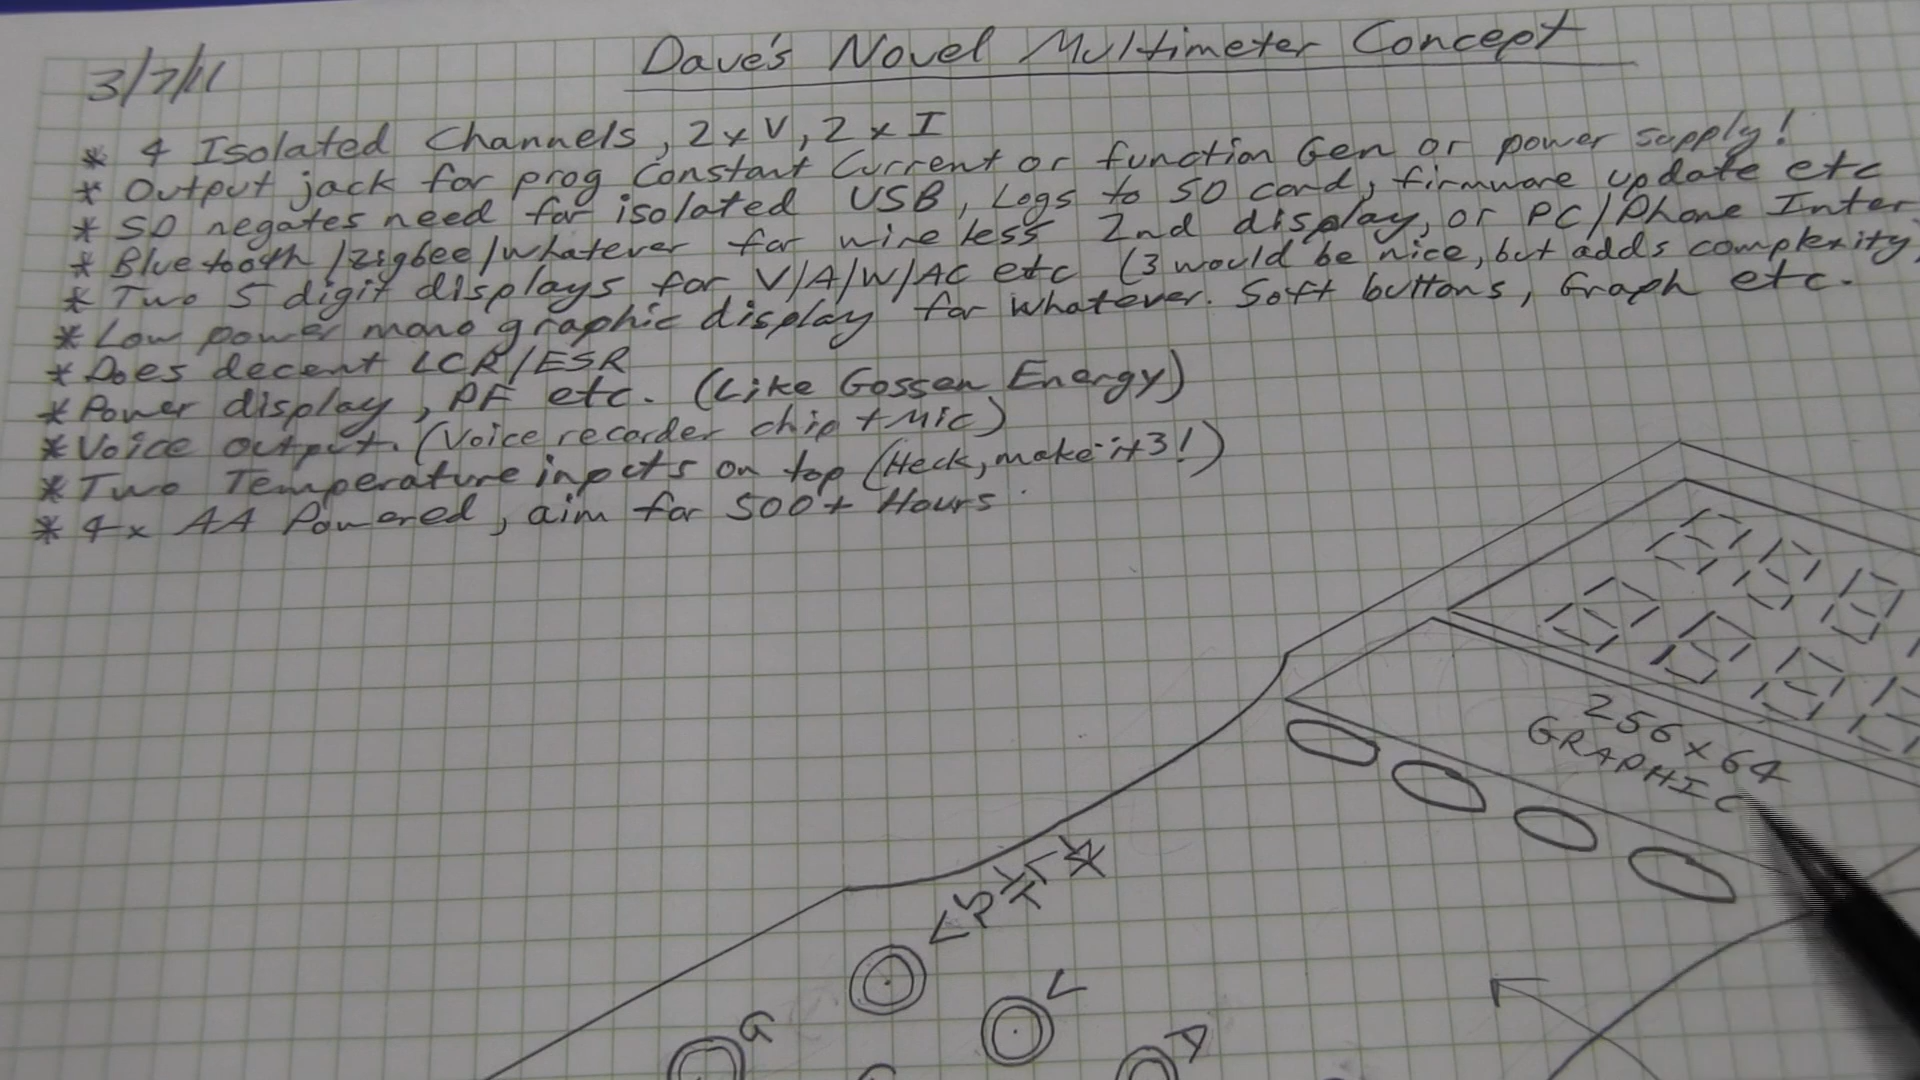 Dave's Novel Multimeter Concept
3/7/11
* 4 Isolated Channels, 2xV, 2xI
* Output jack for prog Constant Current or function Gen or power supply!
* SD negates need for isolated USB, Logs to SD card, firmware update etc
* Bluetooth/zigbee/whatever for wireless 2nd display, or PC/Phone Inter
* Two 5 digit displays for V/A/W/AC etc (3 would be nice, but adds complexity)
* Low power mono graphic display for whatever. Soft buttons, Graph etc.
* Does decent LCR/ESR
* Power display, PF etc. (Like Gossen Energy)
* Voice output. (Voice recorder chip + Mic)
* Two Temperature inputs on top (Heck, make it 3!)
* 4x AA Powered, aim for 500+ Hours
256x64
GRAPHIC
V
G
A